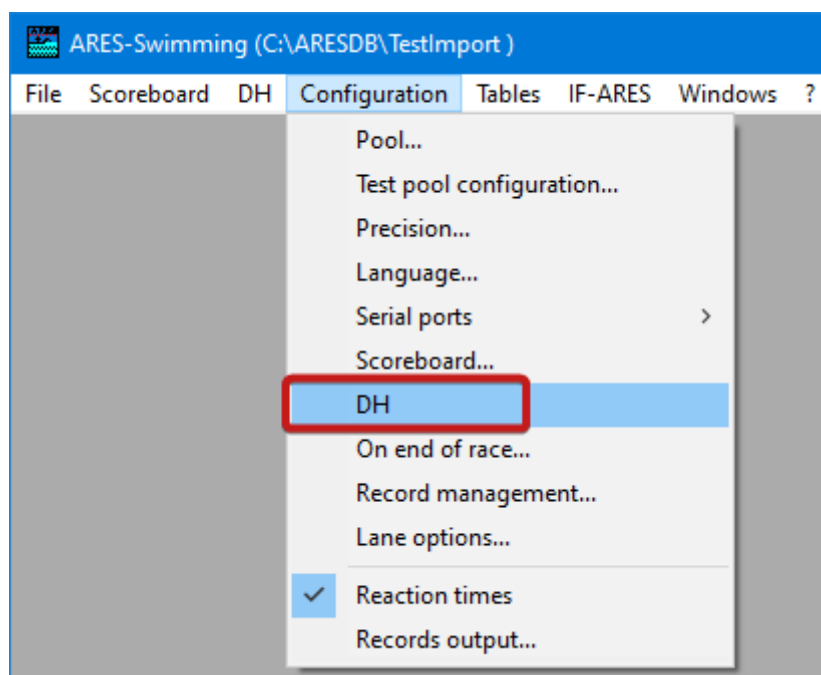 ARES-Swimming (C:\ARESDB\TestImport )
File Scoreboard DH Configuration Tables IF-ARES Windows ?
Pool...
Test pool configuration...
Precision...
Language...
Serial ports
Scoreboard...
DH
On end of race...
Record management...
Lane options...
Reaction times
Records output...